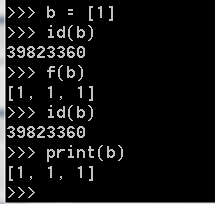 >>> b = [1]
>>> id(b)
39823360
>>> f(b)
[1, 1, 1]
>>> id(b)
39823360
>>> print(b)
[1, 1, 1]
>>>